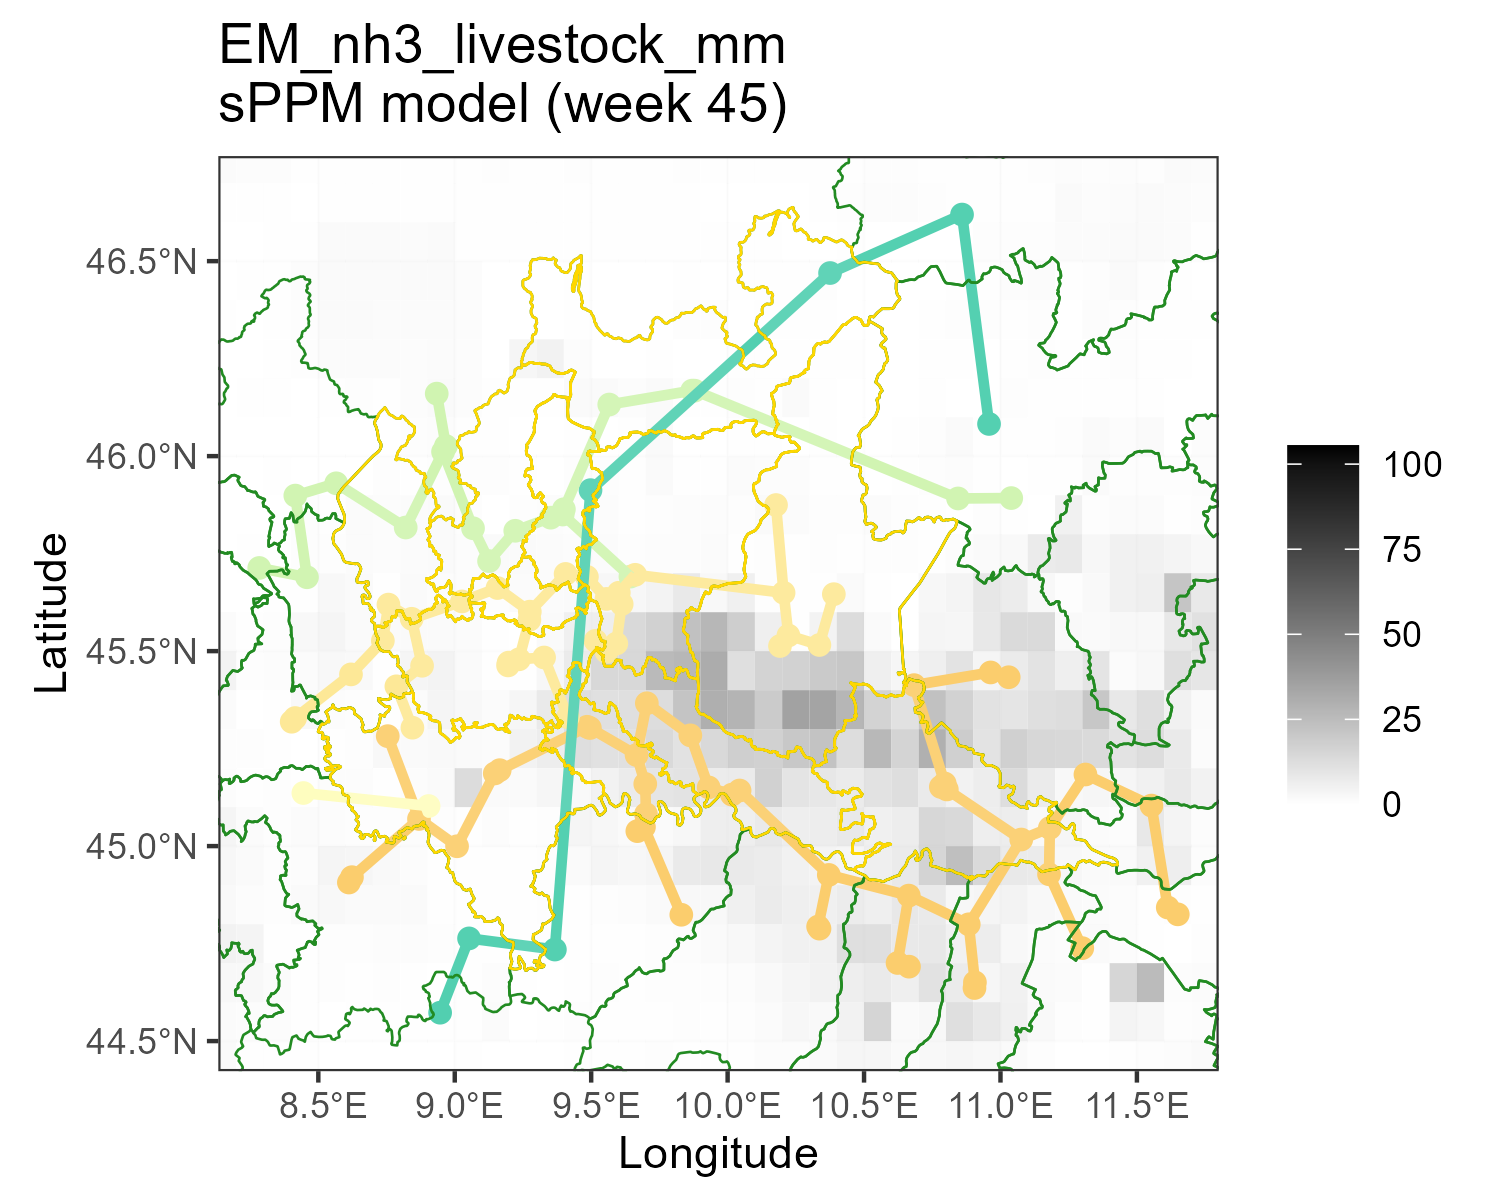 EM_nh3_livestock_mm
sPPM model (week 45)
46.5°N
46.0°N
45.5°N
45.0°N
44.5°N
Latitude
8.5°E 9.0°E 9.5°E 10.0°E 10.5°E 11.0°E 11.5°E
Longitude
100
75
50
25
0